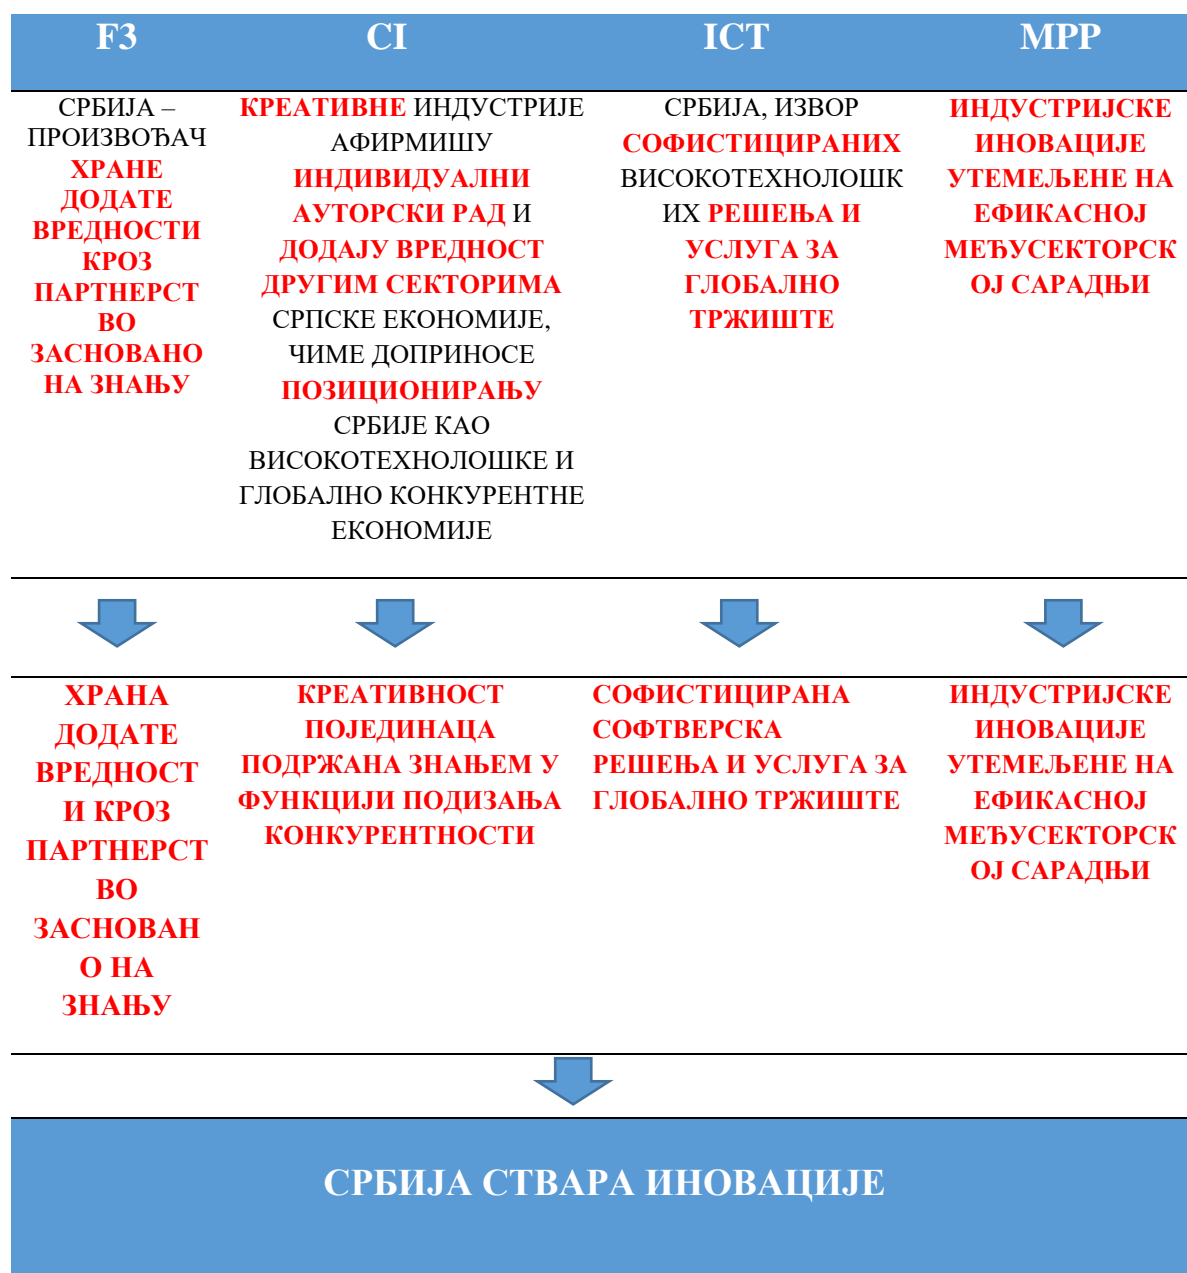 F3
CI
ICT
MPP
СРБИЈА –
ПРОИЗВОЂАЧ
ХРАНЕ
ДОДАТЕ
ВРЕДНОСТИ
КРОЗ
ПАРТНЕРСТ
ВО
ЗАСНОВАНО
НА ЗНАЊУ
КРЕАТИВНЕ ИНДУСТРИЈЕ
АФИРМИШУ
ИНДИВИДУАЛНИ
АУТОРСКИ РАД И
ДОДАЈУ ВРЕДНОСТ
ДРУГИМ СЕКТОРИМА
СРПСКЕ ЕКОНОМИЈЕ,
ЧИМЕ ДОПРИНОСЕ
ПОЗИЦИОНИРАЊУ
СРБИЈЕ КАО
ВИСОКОТЕХНОЛОШКЕ И
ГЛОБАЛНО КОНКУРЕНТНЕ
ЕКОНОМИЈЕ
СРБИЈА, ИЗВОР
СОФИСТИЦИРАНИХ
ВИСОКОТЕХНОЛОШК
ИХ РЕШЕЊА И
УСЛУГА ЗА
ГЛОБАЛНО
ТРЖИШТЕ
ИНДУСТРИЈСКЕ
ИНОВАЦИЈЕ
УТЕМЕЉЕНЕ НА
ЕФИКАСНОЈ
МЕЂУСЕКТОРСК
ОЈ САРАДЊИ
ХРАНА
ДОДАТЕ
ВРЕДНОСТ
И КРОЗ
ПАРТНЕРСТ
ВО
ЗАСНОВАН
О НА
ЗНАЊУ
КРЕАТИВНОСТ
ПОЈЕДИНАЦА
ПОДРЖАНА ЗНАЊЕМ У
ФУНКЦИЈИ ПОДИЗАЊА
КОНКУРЕНТНОСТИ
СОФИСТИЦИРАНА
СОФТВЕРСКА
РЕШЕЊА И УСЛУГА ЗА
ГЛОБАЛНО ТРЖИШТЕ
ИНДУСТРИЈСКЕ
ИНОВАЦИЈЕ
УТЕМЕЉЕНЕ НА
ЕФИКАСНОЈ
МЕЂУСЕКТОРСК
ОЈ САРАДЊИ
СРБИЈА СТВАРА ИНОВАЦИЈЕ